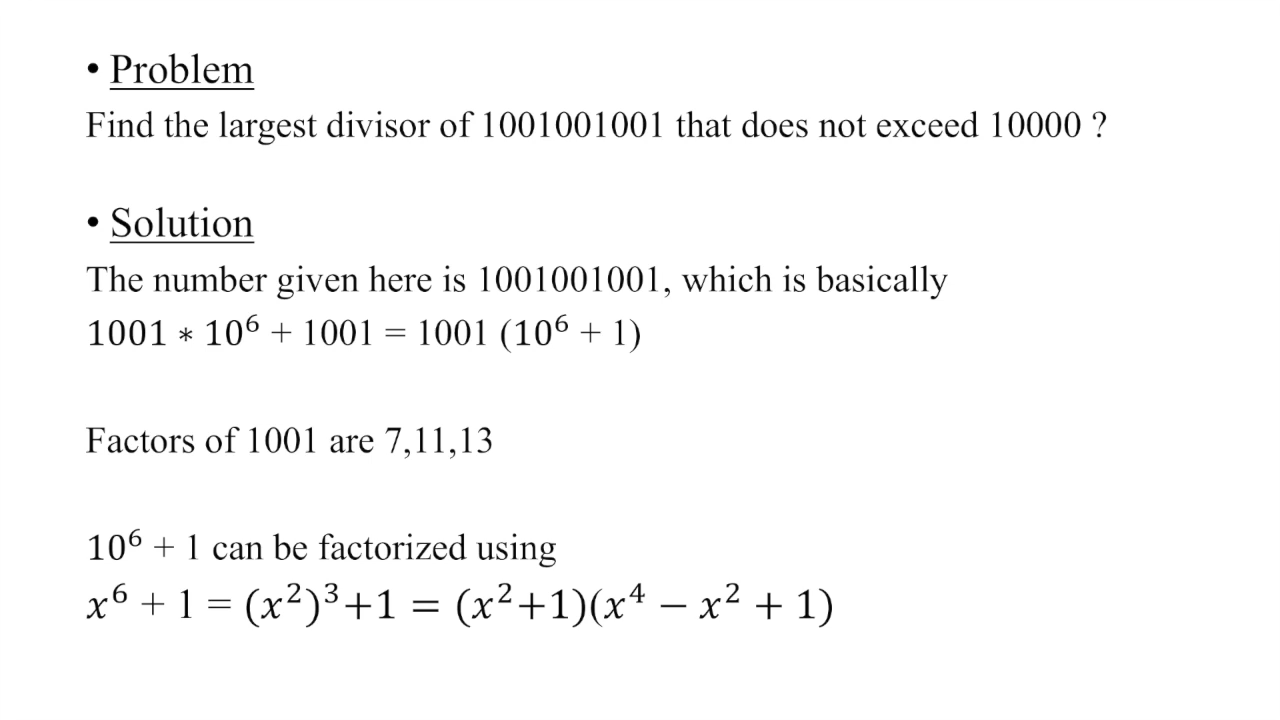 • Problem
Find the largest divisor of 1001001001 that does not exceed 10000 ?
• Solution
The number given here is 1001001001, which is basically
1001 ∗ 10⁶ + 1001 = 1001 (10⁶ + 1)
Factors of 1001 are 7,11,13
10⁶ + 1 can be factorized using
x⁶ + 1 = (x²)³+1 = (x²+1)(x⁴ − x² + 1)